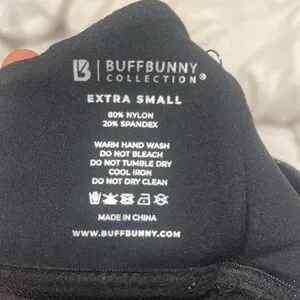 BUFFBUNNY
COLLECTION®
EXTRA SMALL
80% NYLON
20% SPANDEX
WARM HAND WASH
DO NOT BLEACH
DO NOT TUMBLE DRY
COOL IRON
DO NOT DRY CLEAN
MADE IN CHINA
WWW.BUFFBUNNY.COM